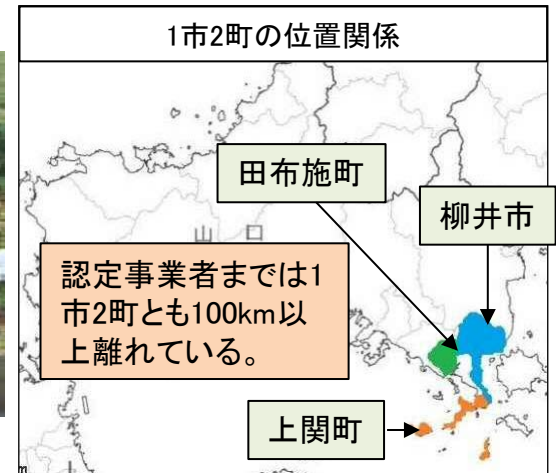 1市2町の位置関係
田布施町
柳井市
山 口
認定事業者までは1
市2町とも100km以
上離れている。
上関町